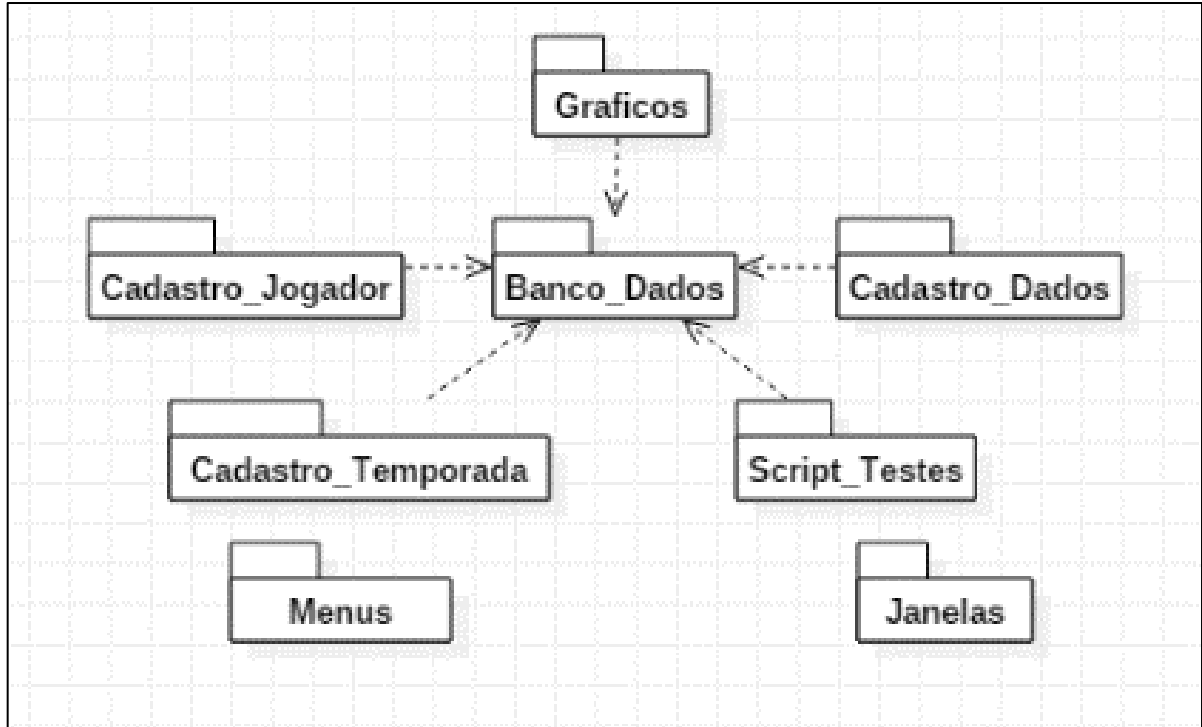 Graficos
Cadastro_Jogador
Banco_Dados
Cadastro_Dados
Cadastro_Temporada
Script_Testes
Menus
Janelas